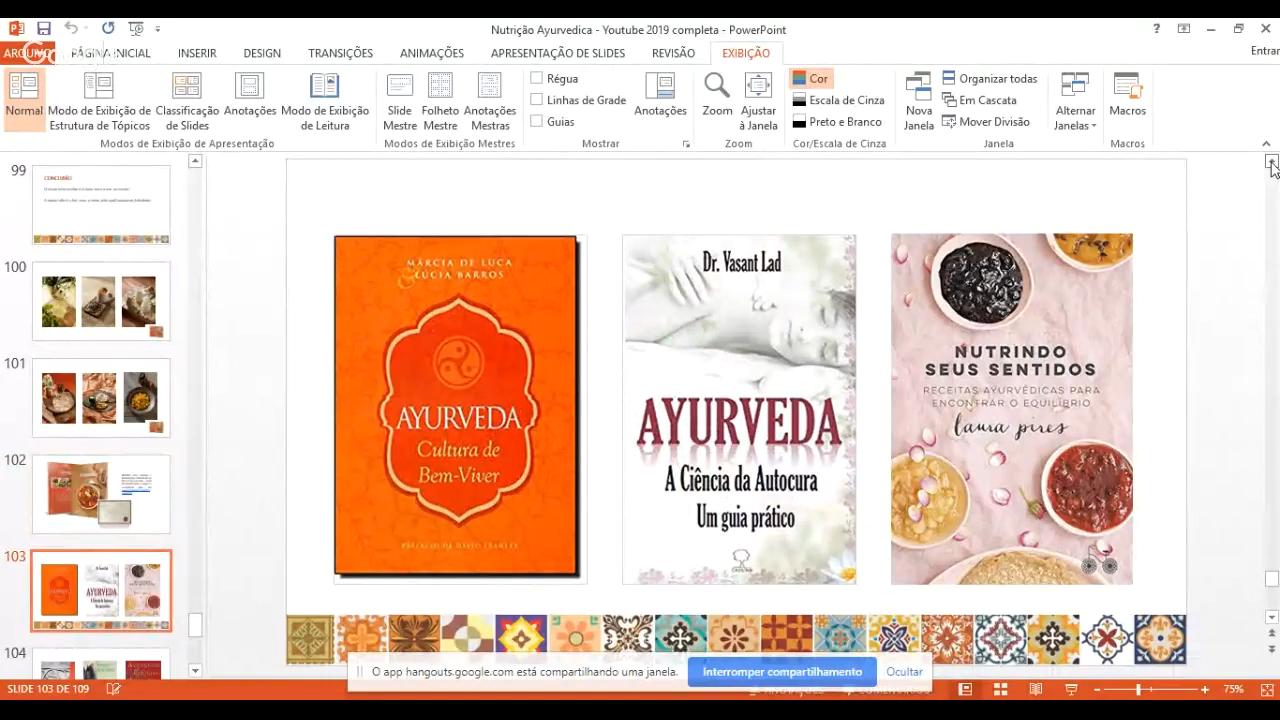 Nutrição Ayurvedica - Youtube 2019 completa - PowerPoint
ARQUIVO PÁGINA INICIAL INSERIR DESIGN TRANSIÇÕES ANIMAÇÕES APRESENTAÇÃO DE SLIDES REVISÃO EXIBIÇÃO Entrar
Normal
Modo de Exibição de
Estrutura de Tópicos
Classificação
de Slides
Anotações
Modo de Exibição
de Leitura
Modos de Exibição de Apresentação
Slide
Mestre
Folheto
Mestre
Anotações
Mestras
Modos de Exibição Mestres
Régua
Linhas de Grade
Guias
Mostrar
Anotações
Zoom
Ajustar
à Janela
Zoom
Cor
Escala de Cinza
Preto e Branco
Cor/Escala de Cinza
Nova
Janela
Organizar todas
Em Cascata
Mover Divisão
Alternar
Janelas
Janela
Macros
Macros
99
CONCLUSÃO
100
101
102
103
104
MÁRCIA DE LUCA
& LÚCIA BARROS
AYURVEDA
Cultura de
Bem-Viver
Dr. Vasant Lad
AYURVEDA
A Ciência da Autocura
Um guia prático
NUTRINDO
SEUS SENTIDOS
RECEITAS AYURVÉDICAS PARA
ENCONTRAR O EQUILÍBRIO
laura pires
O app hangouts.google.com está compartilhando uma janela. Interromper compartilhamento Ocultar
SLIDE 103 DE 109
75%